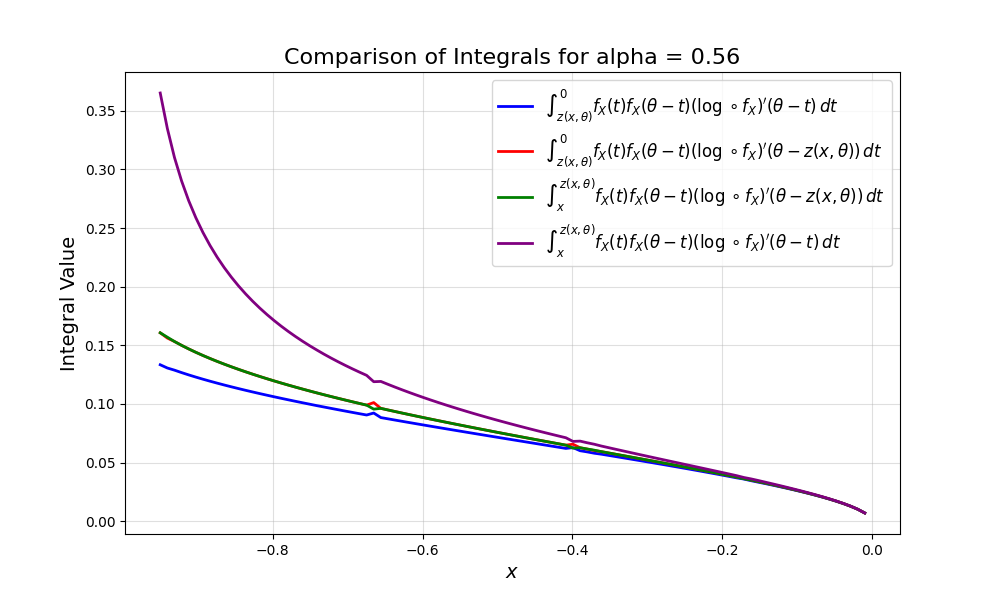 Comparison of Integrals for alpha = 0.56
∫_{z(x,θ)}^{0} f_X(t)f_X(θ − t)(log ∘ f_X)′(θ − t) dt
∫_{z(x,θ)}^{0} f_X(t)f_X(θ − t)(log ∘ f_X)′(θ − z(x, θ)) dt
∫_{x}^{z(x,θ)} f_X(t)f_X(θ − t)(log ∘ f_X)′(θ − z(x, θ)) dt
∫_{x}^{z(x,θ)} f_X(t)f_X(θ − t)(log ∘ f_X)′(θ − t) dt
Integral Value
0.35
0.30
0.25
0.20
0.15
0.10
0.05
0.00
−0.8 −0.6 −0.4 −0.2 0.0
x